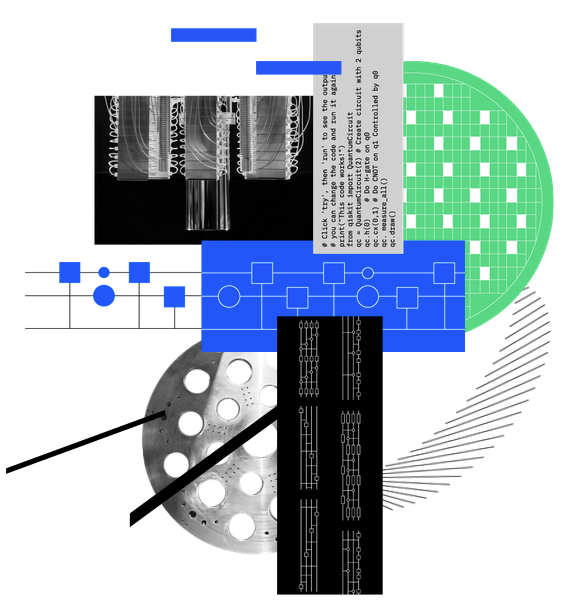 # Click 'try', then 'run' to see the output
# you can change the code and run it again
print("This code works!")
from qiskit import QuantumCircuit
qc = QuantumCircuit(2) # Create circuit with 2 qubits
qc.h(0) # Do H-gate on q0
qc.cx(0,1) # Do CNOT on q1 Controlled by q0
qc. measure_all()
qc.draw()